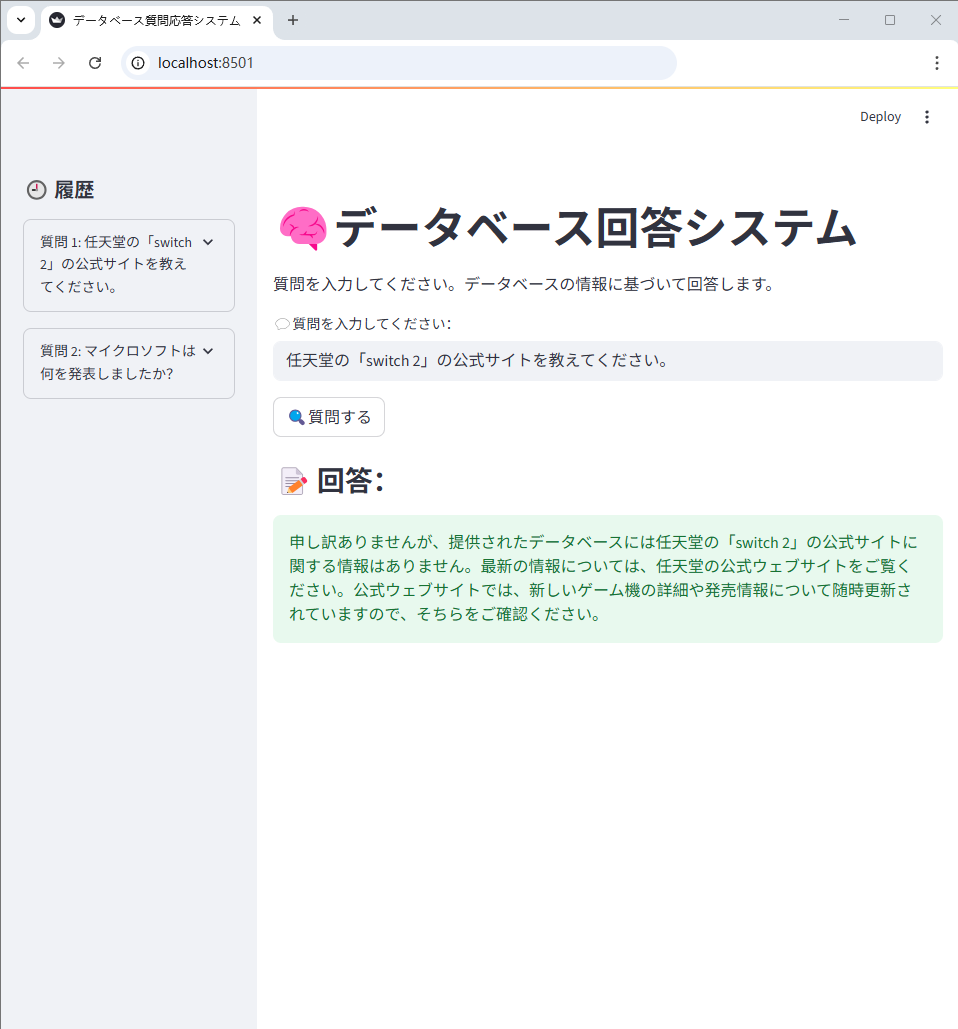 データベース質問応答システム
localhost:8501
Deploy
履歴
質問 1: 任天堂の「switch
2」の公式サイトを教え
てください。
質問 2: マイクロソフトは
何を発表しましたか?
データベース回答システム
質問を入力してください。データベースの情報に基づいて回答します。
質問を入力してください：
任天堂の「switch 2」の公式サイトを教えてください。
質問する
回答：
申し訳ありませんが、提供されたデータベースには任天堂の「switch 2」の公式サイトに
関する情報はありません。最新の情報については、任天堂の公式ウェブサイトをご覧く
ださい。公式ウェブサイトでは、新しいゲーム機の詳細や発売情報について随時更新さ
れていますので、そちらをご確認ください。